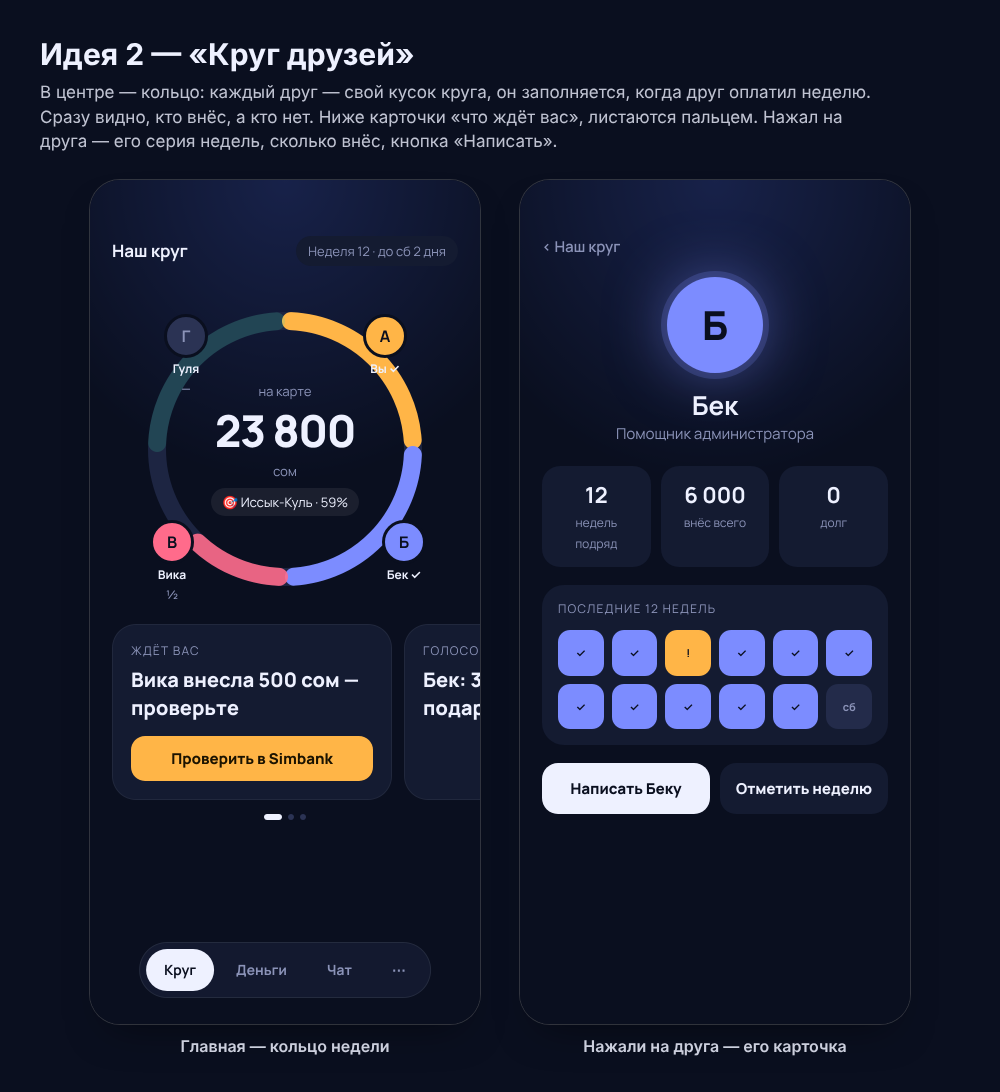 Идея 2 — «Круг друзей»
В центре — кольцо: каждый друг — свой кусок круга, он заполняется, когда друг оплатил неделю.
Сразу видно, кто внёс, а кто нет. Ниже карточки «что ждёт вас», листаются пальцем. Нажал на
друга — его серия недель, сколько внёс, кнопка «Написать».
Наш круг
Неделя 12 · до сб 2 дня
Г
Гуля
—
А
Вы ✓
на карте
23 800
сом
🎯 Иссык-Куль · 59%
В
Вика
½
Б
Бек ✓
ЖДЁТ ВАС
Вика внесла 500 сом —
проверьте
Проверить в Simbank
ГОЛОСО
Бек: 3
подар
Круг
Деньги
Чат
···
Главная — кольцо недели
‹ Наш круг
Б
Бек
Помощник администратора
12
недель
подряд
6 000
внёс всего
0
долг
ПОСЛЕДНИЕ 12 НЕДЕЛЬ
✓ ✓ ! ✓ ✓ ✓
✓ ✓ ✓ ✓ ✓ сб
Написать Беку
Отметить неделю
Нажали на друга — его карточка